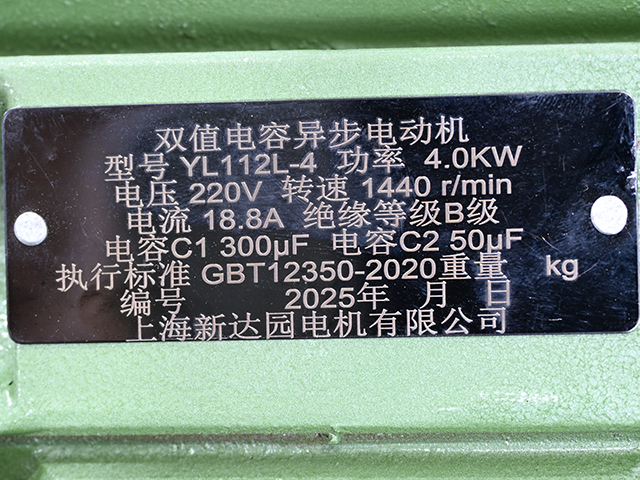 双值电容异步电动机
型号 YL112L-4 功率 4.0KW
电压 220V 转速 1440 r/min
电流 18.8A 绝缘等级B级
电容C1 300µF 电容C2 50µF
执行标准 GBT12350-2020重量 kg
编号 2025年 月 日
上海新达园电机有限公司